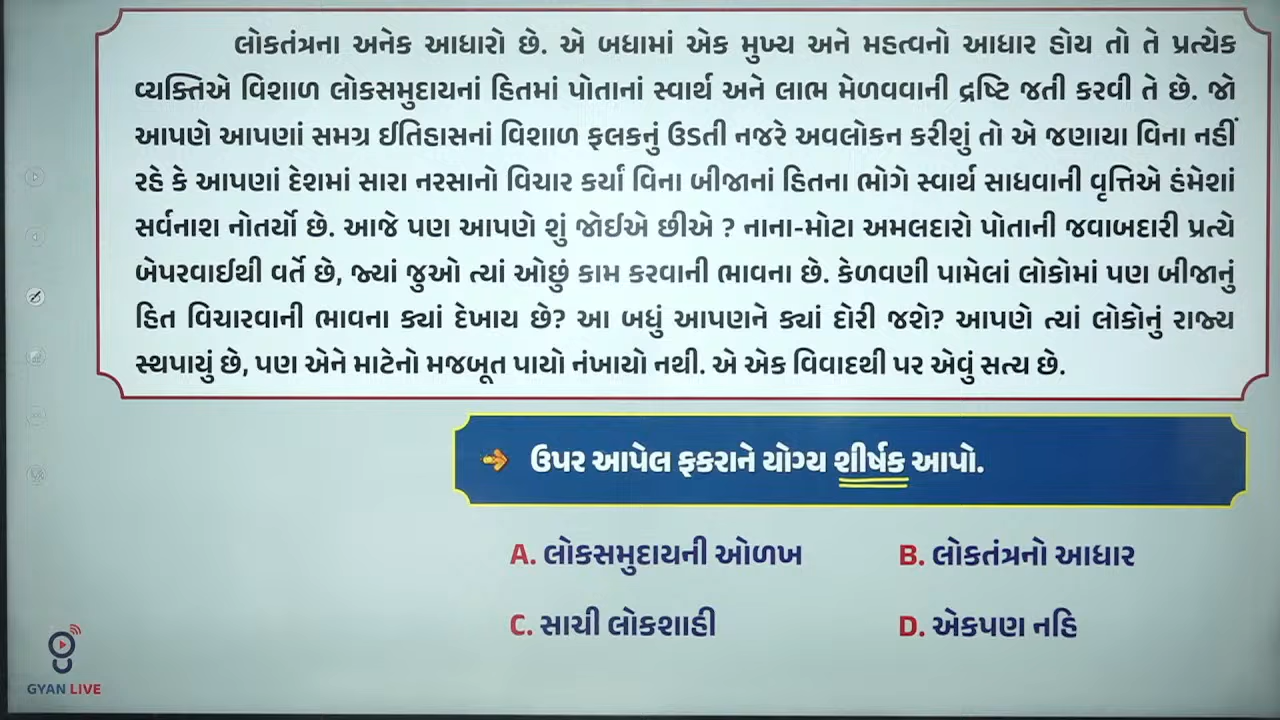 લોકતંત્રના અનેક આધારો છે. એ બધામાં એક મુખ્ય અને મહત્વનો આધાર હોય તો તે પ્રત્યેક
વ્યક્તિએ વિશાળ લોકસમુદાયનાં હિતમાં પોતાનાં સ્વાર્થ અને લાભ મેળવવાની દ્રષ્ટિ જતી કરવી તે છે. જો
આપણે આપણાં સમગ્ર ઈતિહાસનાં વિશાળ ફલકનું ઉડતી નજરે અવલોકન કરીશું તો એ જણાયા વિના નહીં
રહે કે આપણાં દેશમાં સારા નરસાનો વિચાર કર્યાં વિના બીજાનાં હિતના ભોગે સ્વાર્થ સાધવાની વૃત્તિએ હંમેશાં
સર્વનાશ નોતર્યો છે. આજે પણ આપણે શું જોઈએ છીએ ? નાના-મોટા અમલદારો પોતાની જવાબદારી પ્રત્યે
બેપરવાઈથી વર્તે છે, જ્યાં જુઓ ત્યાં ઓછું કામ કરવાની ભાવના છે. કેળવણી પામેલાં લોકોમાં પણ બીજાનું
હિત વિચારવાની ભાવના ક્યાં દેખાય છે? આ બધું આપણને ક્યાં દોરી જશે? આપણે ત્યાં લોકોનું રાજ્ય
સ્થપાયું છે, પણ એને માટેનો મજબૂત પાયો નંખાયો નથી. એ એક વિવાદથી પર એવું સત્ય છે.
ઉપર આપેલ ફકરાને યોગ્ય શીર્ષક આપો.
A. લોકસમુદાયની ઓળખ
B. લોકતંત્રનો આધાર
C. સાચી લોકશાહી
D. એકપણ નહિ
GYAN LIVE